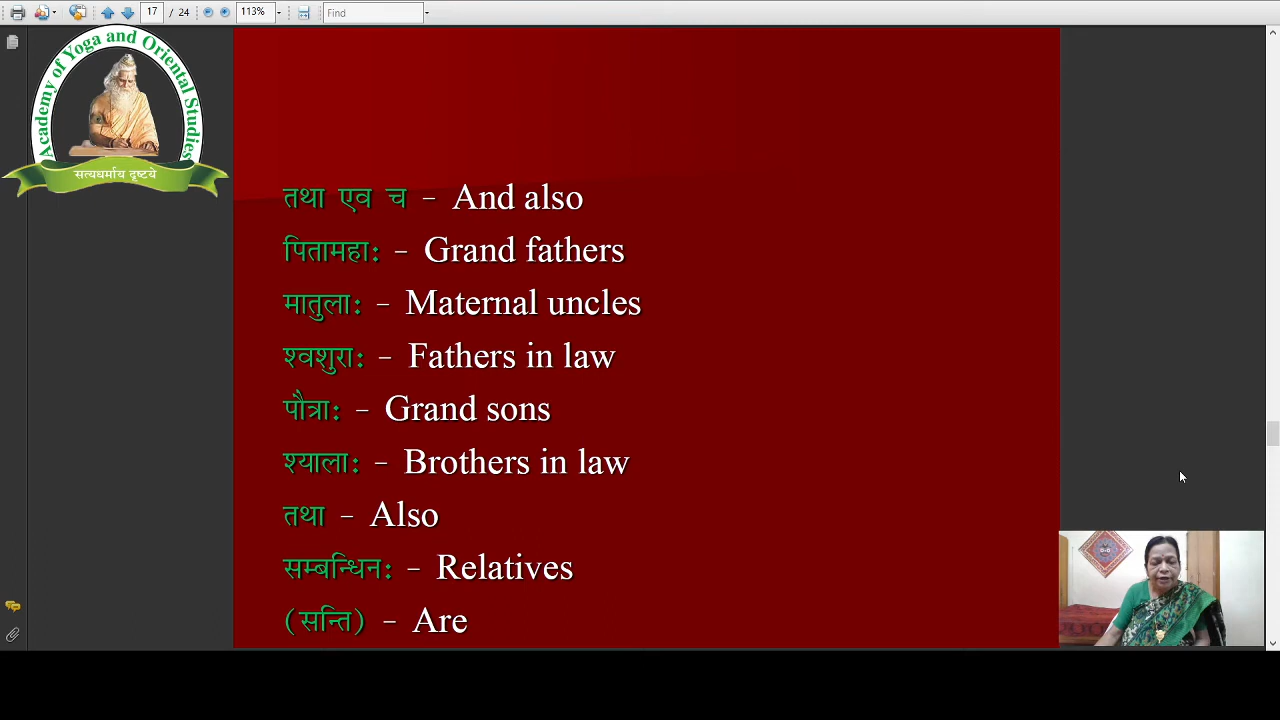 17 / 24
113%
Find
Academy of Yoga and Oriental Studies
सत्यधर्माय दृष्टये
तथा एव च – And also
पितामहाः – Grand fathers
मातुलाः – Maternal uncles
श्वशुराः – Fathers in law
पौत्राः – Grand sons
श्यालाः – Brothers in law
तथा – Also
सम्बन्धिनः – Relatives
(सन्ति) – Are